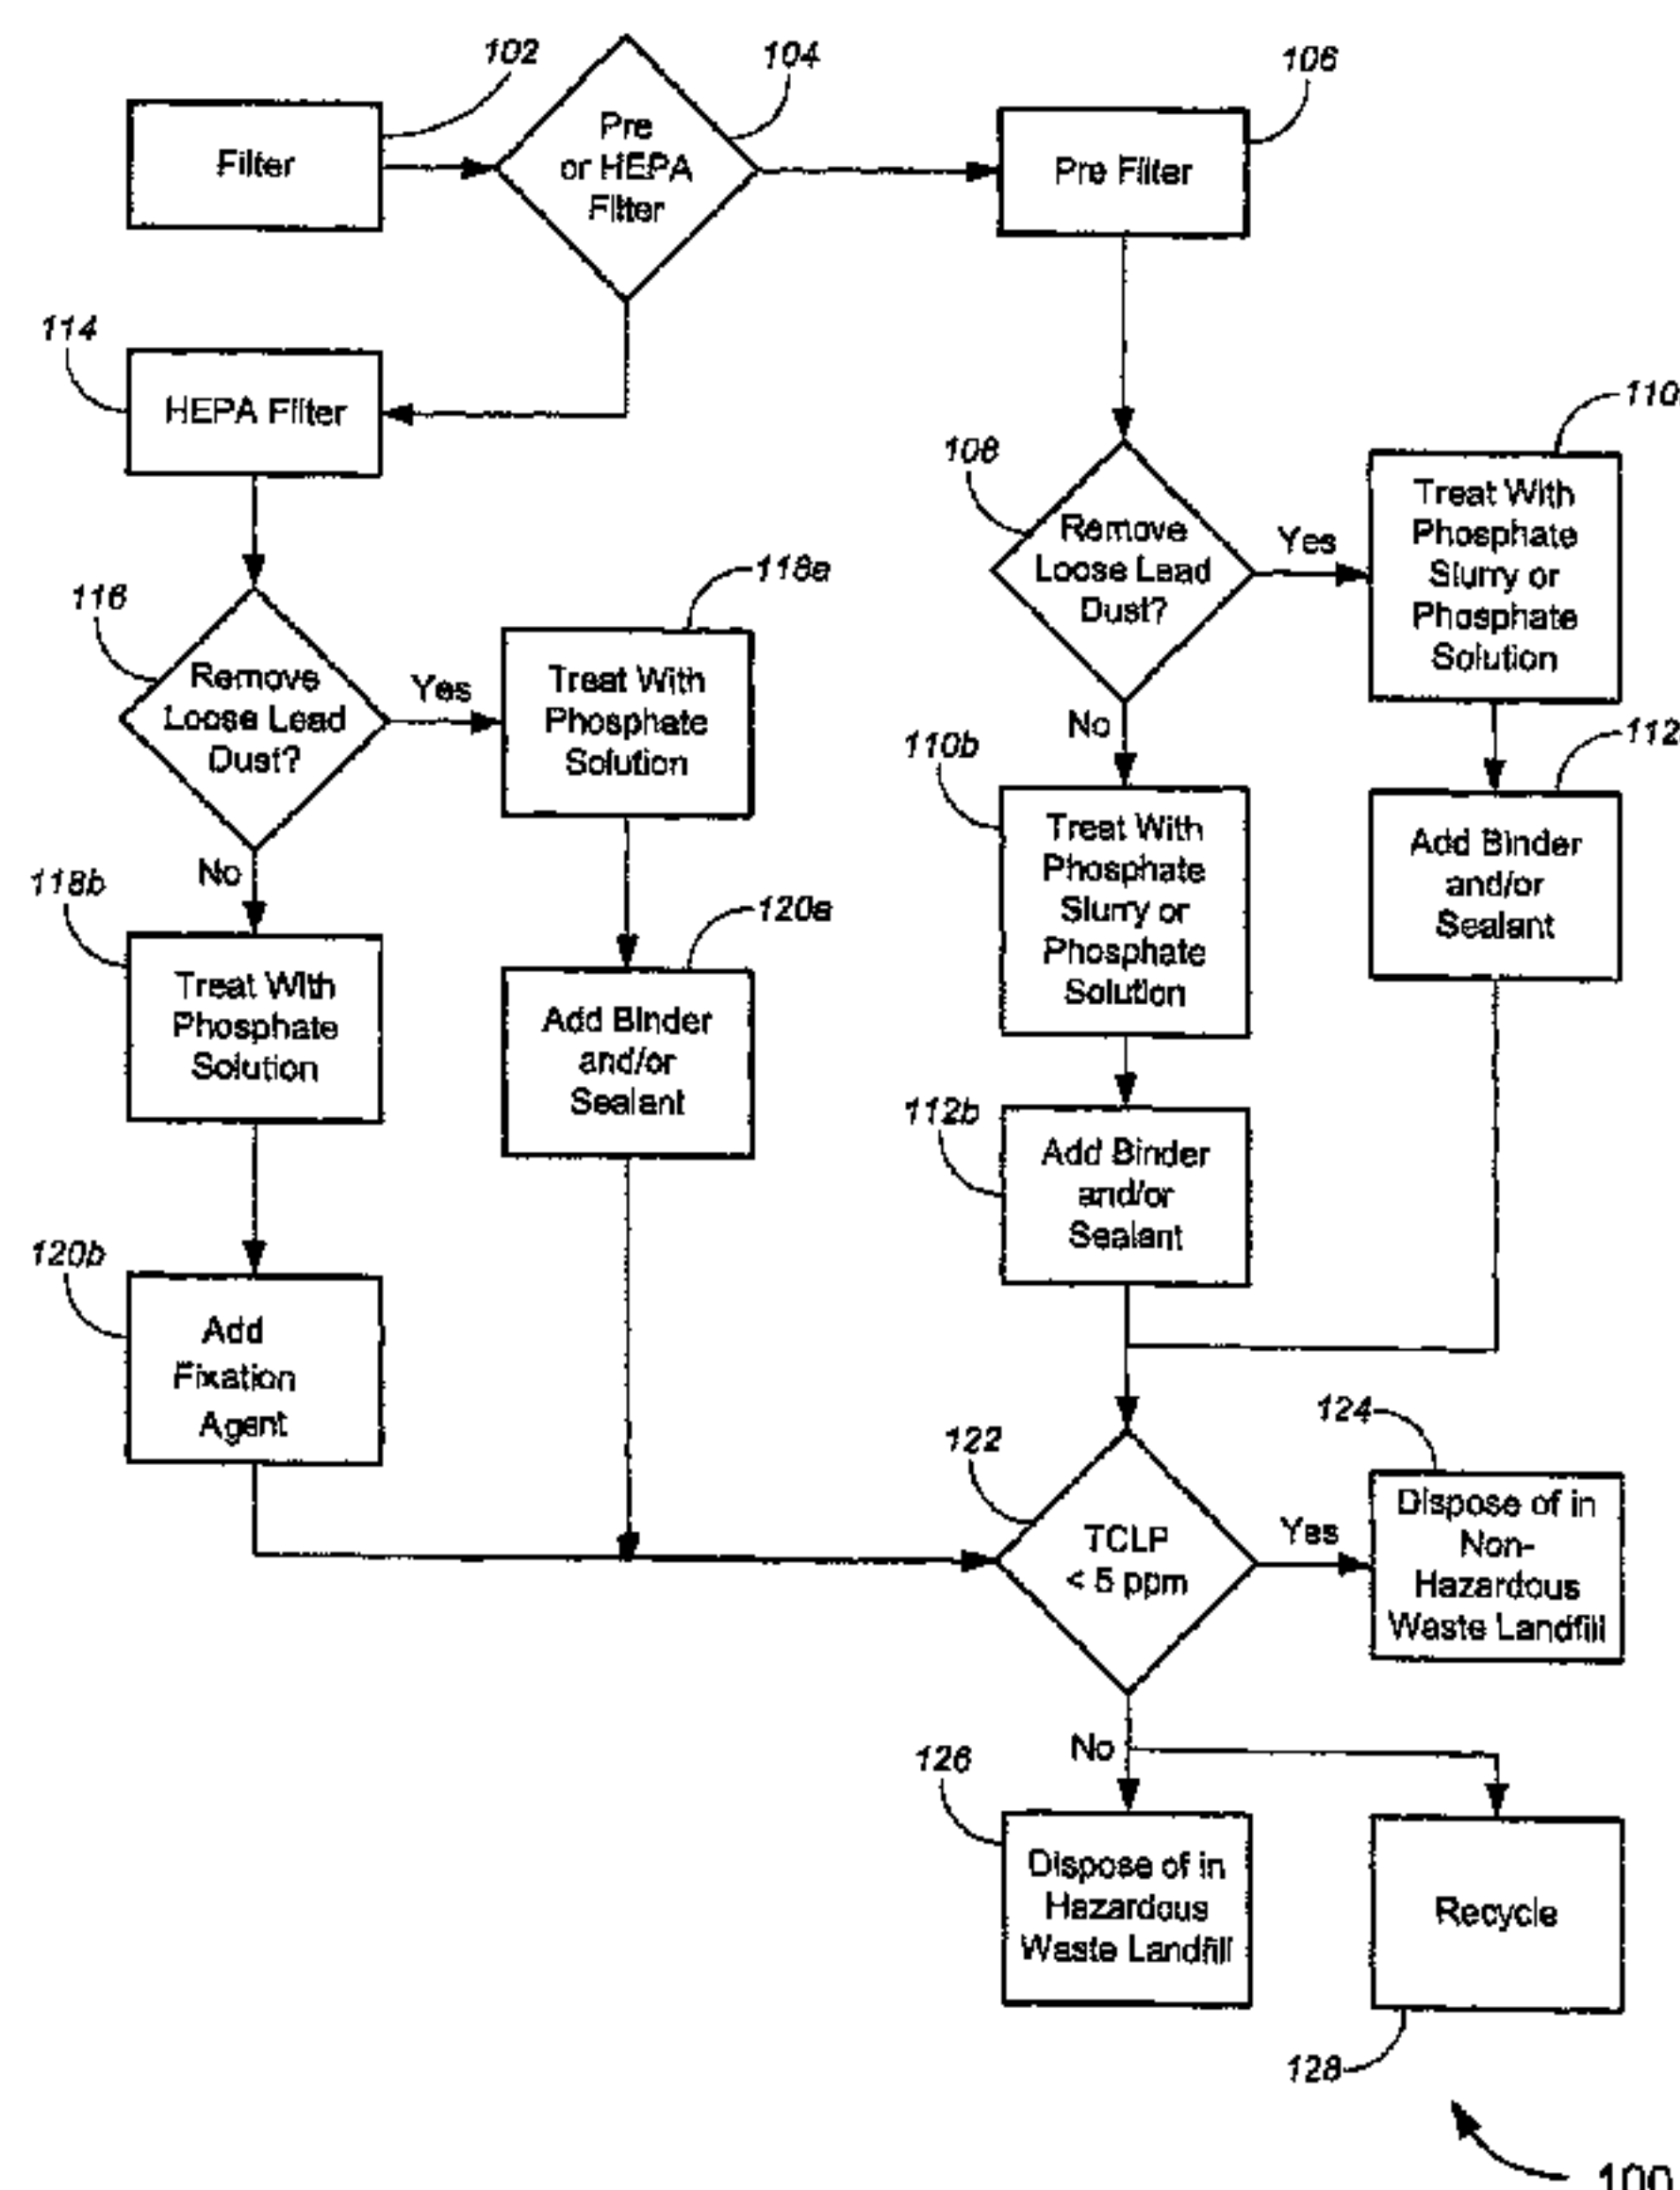 102
104
106
Filter
Pre
or HEPA
Filter
Pre Filter
114
HEPA Filter
110
108
Remove
Loose Lead
Dust?
Yes
Treat With
Phosphate
Slurry or
Phosphate
Solution
116
118a
Remove
Loose Lead
Dust?
Yes
Treat With
Phosphate
Solution
No
110b
112
Treat With
Phosphate
Slurry or
Phosphate
Solution
Add Binder
and/or
Sealant
No
118b
120a
Treat With
Phosphate
Solution
Add Binder
and/or
Sealant
112b
Add Binder
and/or
Sealant
120b
Add
Fixation
Agent
124
122
TCLP
< 5 ppm
Yes
Dispose of in
Non-
Hazardous
Waste Landfill
No
126
Dispose of in
Hazardous
Waste Landfill
Recycle
128
100